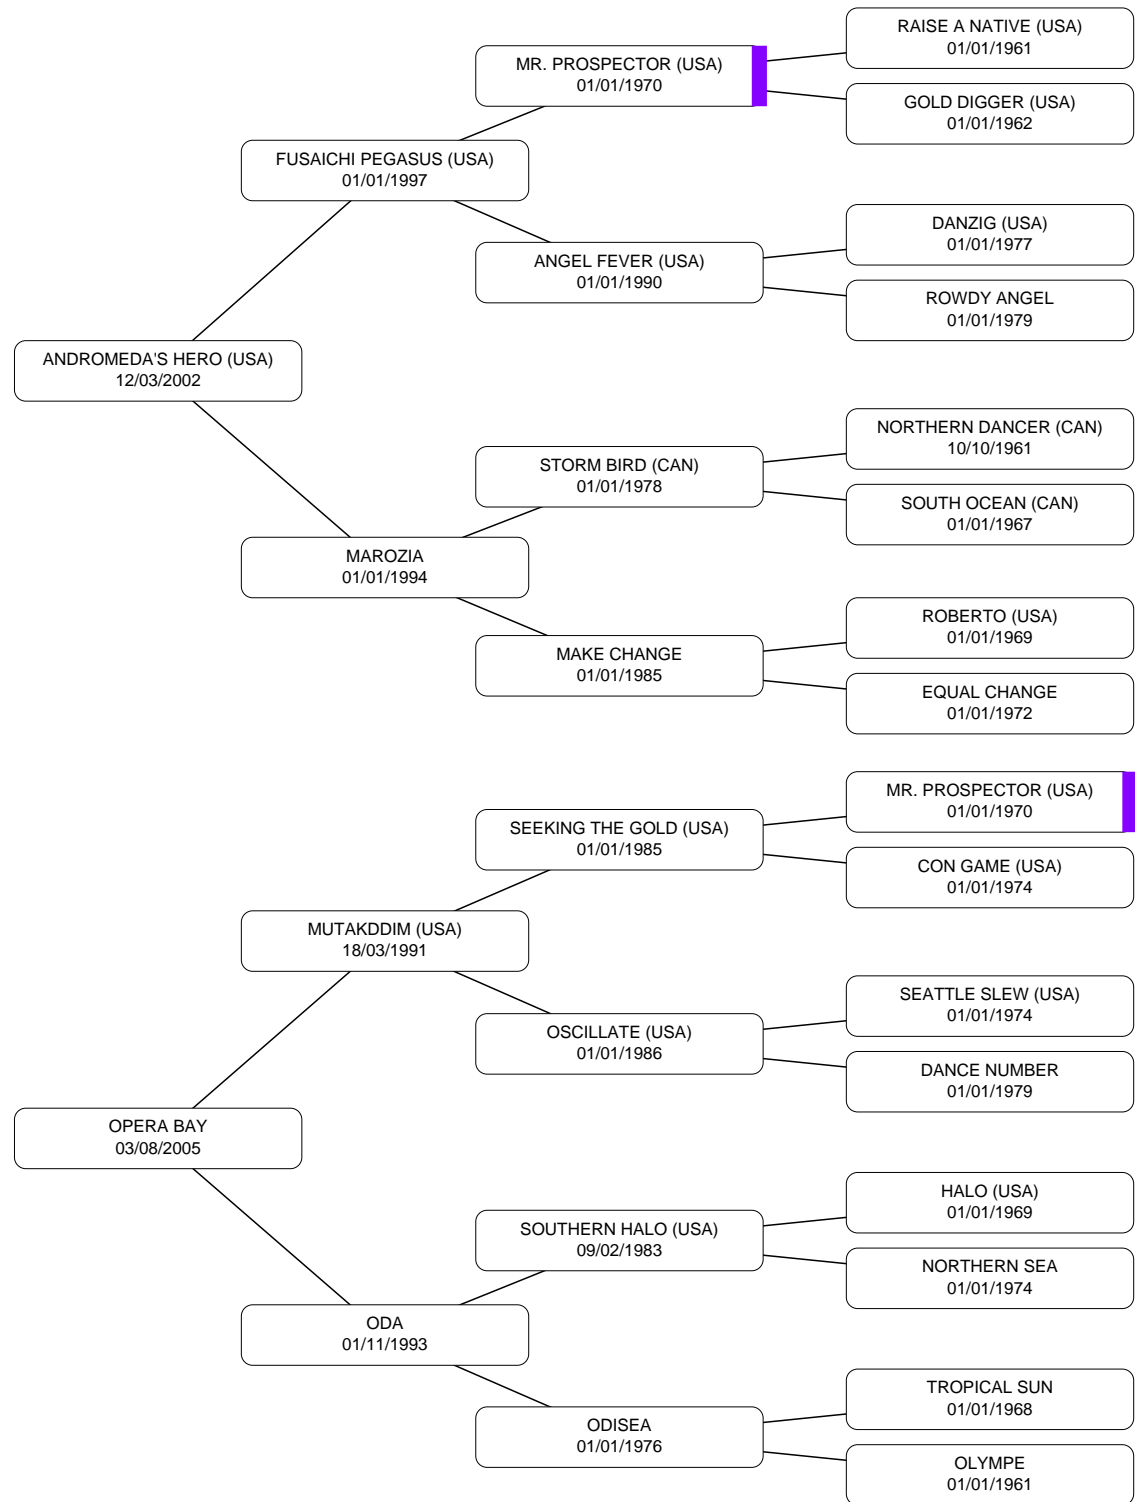 RAISE A NATIVE (USA)
01/01/1961
MR. PROSPECTOR (USA)
01/01/1970
GOLD DIGGER (USA)
01/01/1962
FUSAICHI PEGASUS (USA)
01/01/1997
DANZIG (USA)
01/01/1977
ANGEL FEVER (USA)
01/01/1990
ROWDY ANGEL
01/01/1979
ANDROMEDA'S HERO (USA)
12/03/2002
NORTHERN DANCER (CAN)
10/10/1961
STORM BIRD (CAN)
01/01/1978
SOUTH OCEAN (CAN)
01/01/1967
MAROZIA
01/01/1994
ROBERTO (USA)
01/01/1969
MAKE CHANGE
01/01/1985
EQUAL CHANGE
01/01/1972
MR. PROSPECTOR (USA)
01/01/1970
SEEKING THE GOLD (USA)
01/01/1985
CON GAME (USA)
01/01/1974
MUTAKDDIM (USA)
18/03/1991
SEATTLE SLEW (USA)
01/01/1974
OSCILLATE (USA)
01/01/1986
DANCE NUMBER
01/01/1979
OPERA BAY
03/08/2005
HALO (USA)
01/01/1969
SOUTHERN HALO (USA)
09/02/1983
NORTHERN SEA
01/01/1974
ODA
01/11/1993
TROPICAL SUN
01/01/1968
ODISEA
01/01/1976
OLYMPE
01/01/1961